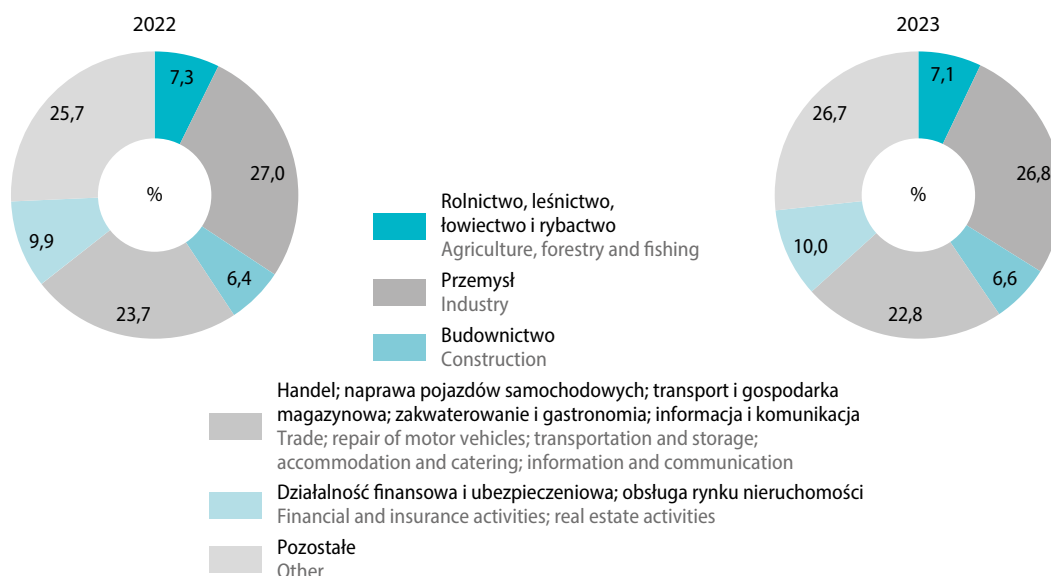 2022
7,3
27,0
6,4
23,7
9,9
25,7
%
2023
7,1
26,8
6,6
22,8
10,0
26,7
%
Rolnictwo, leśnictwo,
łowiectwo i rybactwo
Agriculture, forestry and fishing
Przemysł
Industry
Budownictwo
Construction
Handel; naprawa pojazdów samochodowych; transport i gospodarka
magazynowa; zakwaterowanie i gastronomia; informacja i komunikacja
Trade; repair of motor vehicles; transportation and storage;
accommodation and catering; information and communication
Działalność finansowa i ubezpieczeniowa; obsługa rynku nieruchomości
Financial and insurance activities; real estate activities
Pozostałe
Other